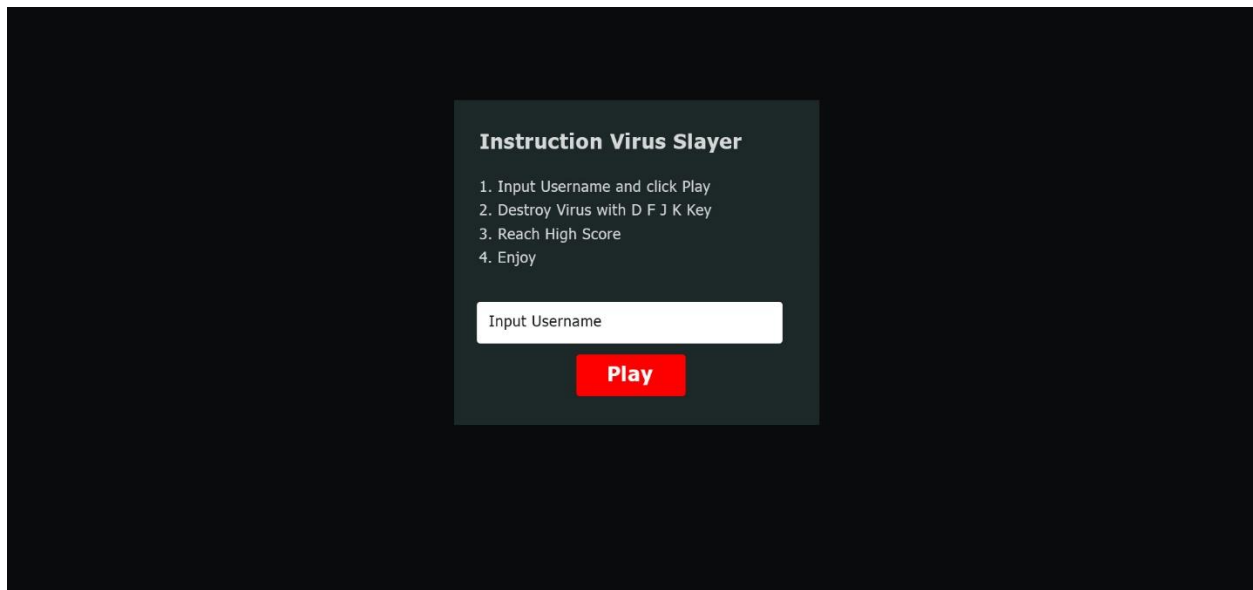 Instruction Virus Slayer
1. Input Username and click Play
2. Destroy Virus with D F J K Key
3. Reach High Score
4. Enjoy
Input Username
Play